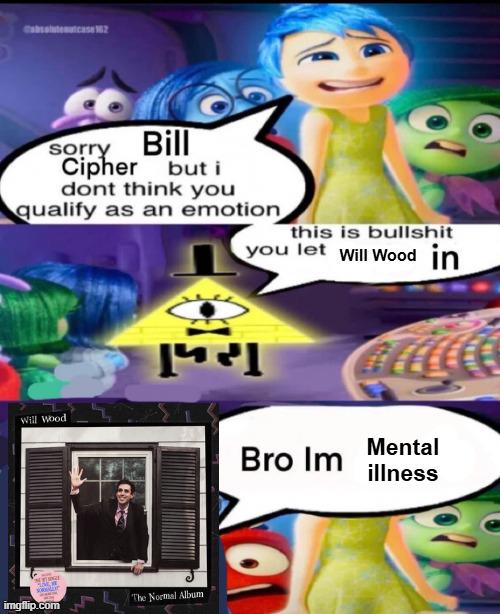 @absolutenutcase162
sorry Bill
Cipher but i
dont think you
qualify as an emotion
this is bullshit
you let Will Wood in
Will Wood
Bro Im Mental
illness
The Normal Album
imgflip.com